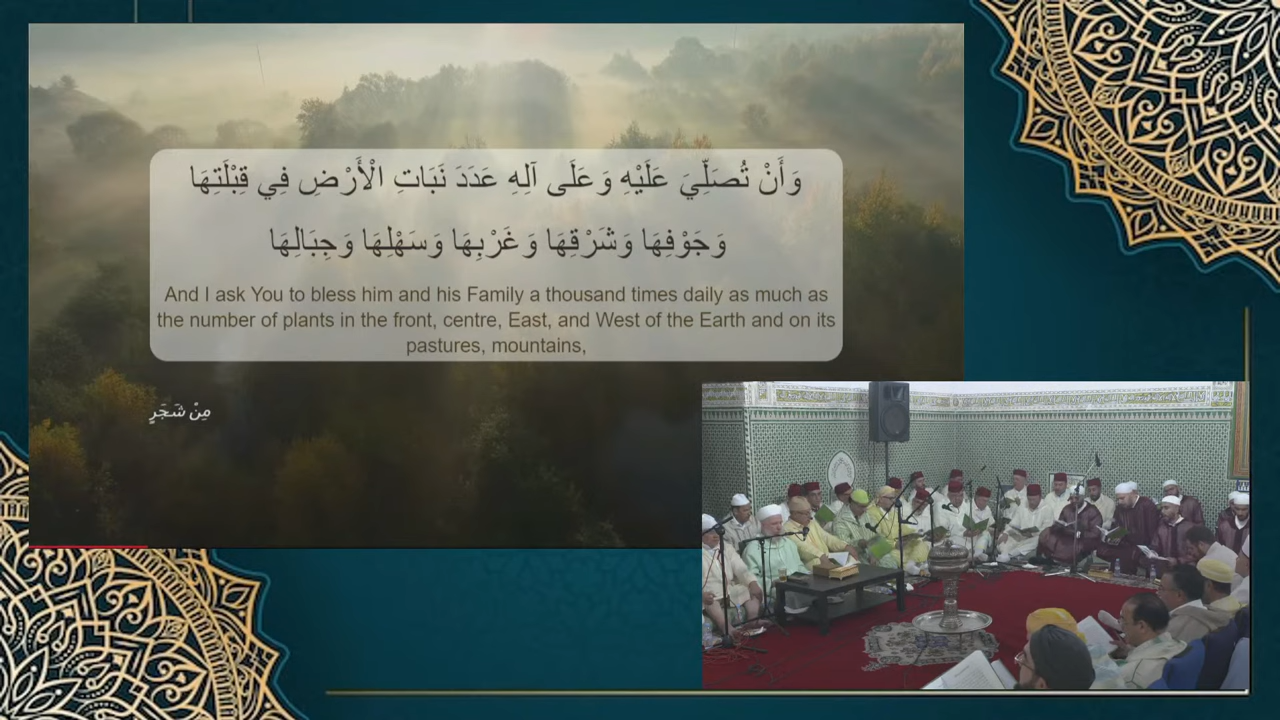 وَأَنْ تُصَلِّيَ عَلَيْهِ وَعَلَى آلِهِ عَدَدَ نَبَاتِ الْأَرْضِ فِي قِبْلَتِهَا
وَجَوْفِهَا وَشَرْقِهَا وَغَرْبِهَا وَسَهْلِهَا وَجِبَالِهَا
And I ask You to bless him and his Family a thousand times daily as much as
the number of plants in the front, centre, East, and West of the Earth and on its
pastures, mountains,
مِنْ شَجَرٍ